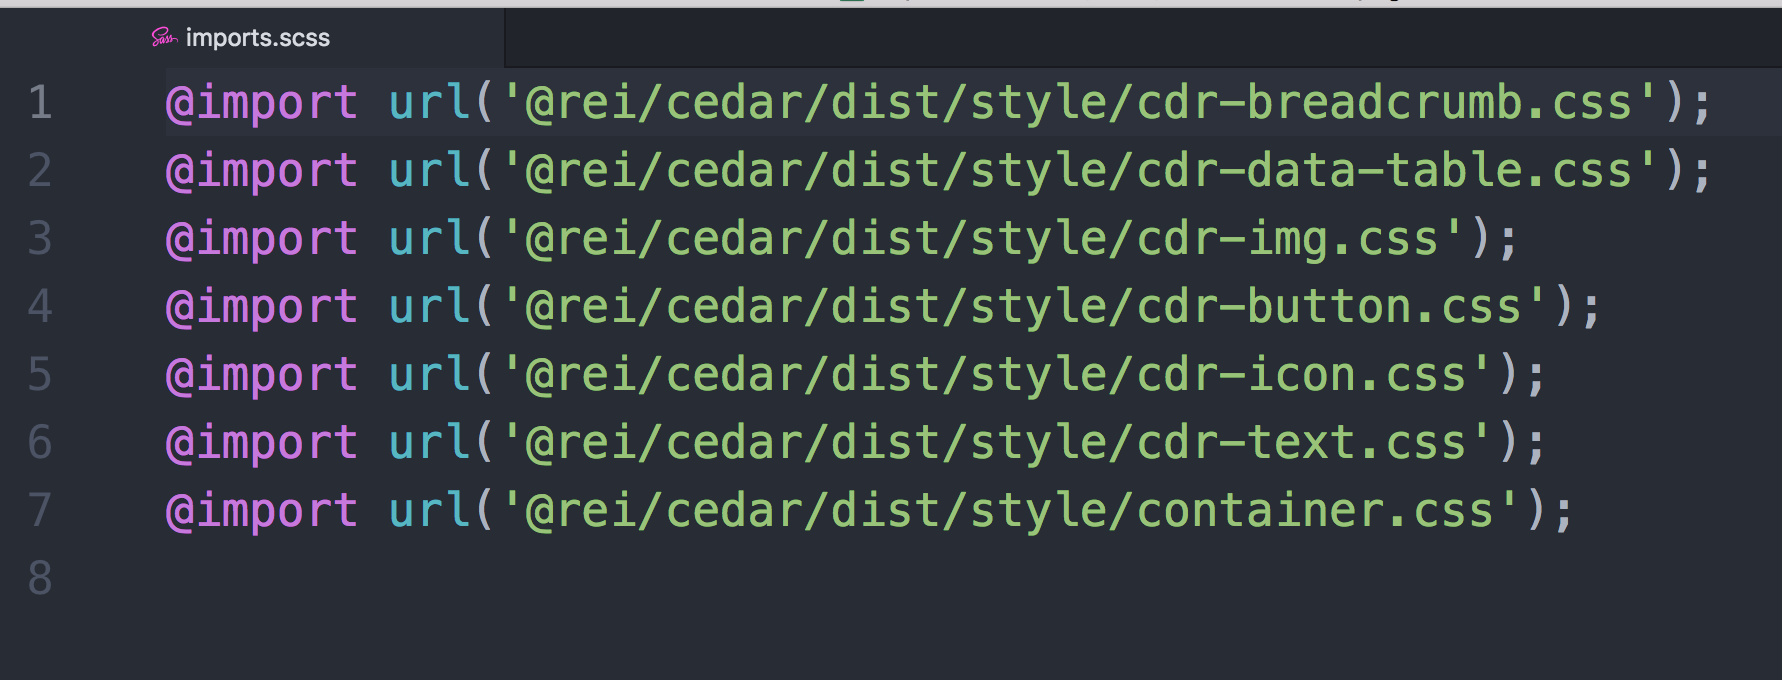 imports.scss
1 @import url('@rei/cedar/dist/style/cdr-breadcrumb.css');
2 @import url('@rei/cedar/dist/style/cdr-data-table.css');
3 @import url('@rei/cedar/dist/style/cdr-img.css');
4 @import url('@rei/cedar/dist/style/cdr-button.css');
5 @import url('@rei/cedar/dist/style/cdr-icon.css');
6 @import url('@rei/cedar/dist/style/cdr-text.css');
7 @import url('@rei/cedar/dist/style/container.css');
8